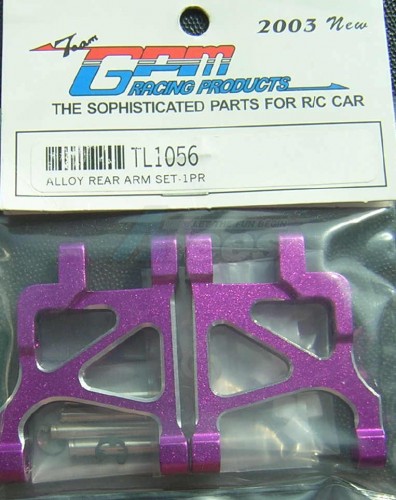 2003 New
Team
GPM
RACING PRODUCTS
THE SOPHISTICATED PARTS FOR R/C CAR
TL1056
ALLOY REAR ARM SET-1PR